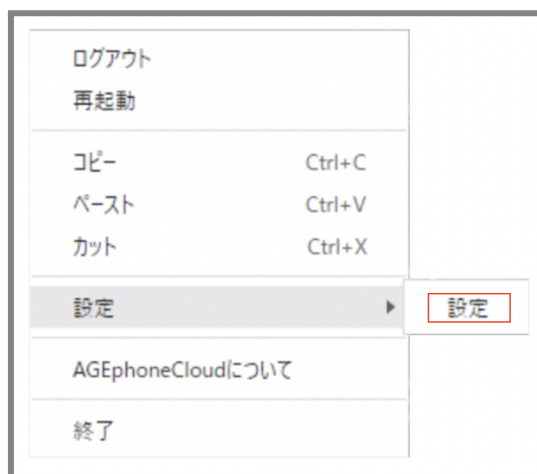 ログアウト
再起動
コピー Ctrl+C
ペースト Ctrl+V
カット Ctrl+X
設定 設定
AGEphoneCloudについて
終了